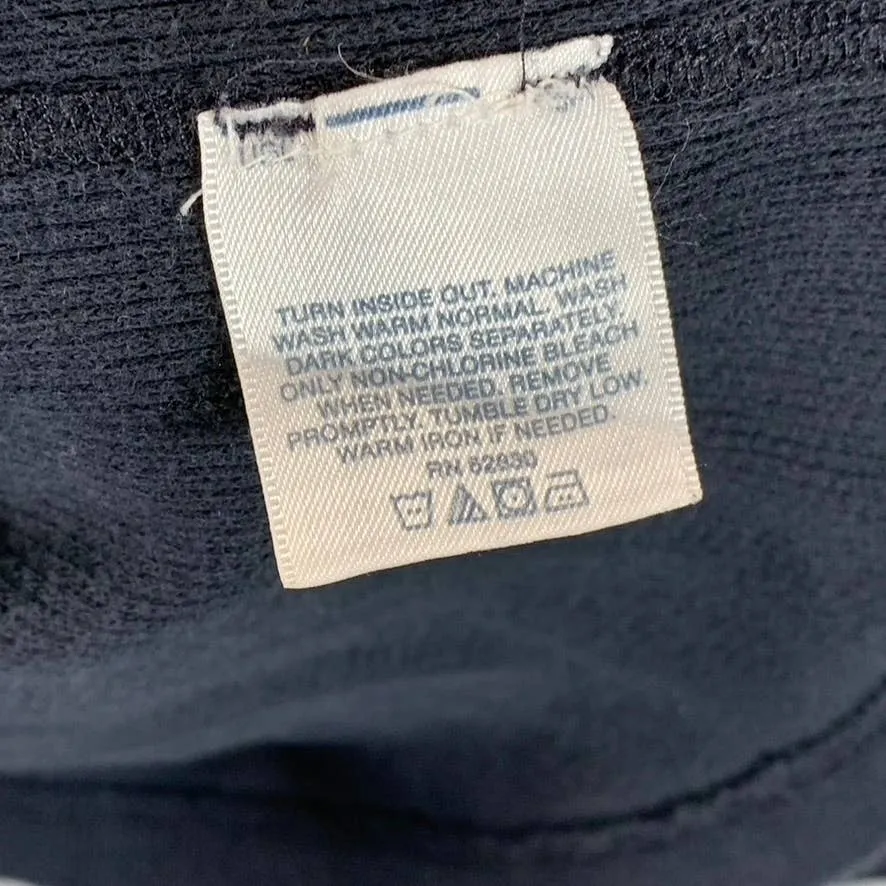 TURN INSIDE OUT. MACHINE
WASH WARM NORMAL. WASH
DARK COLORS SEPARATELY.
ONLY NON-CHLORINE BLEACH
WHEN NEEDED. REMOVE
PROMPTLY. TUMBLE DRY LOW.
WARM IRON IF NEEDED.
RN 62830